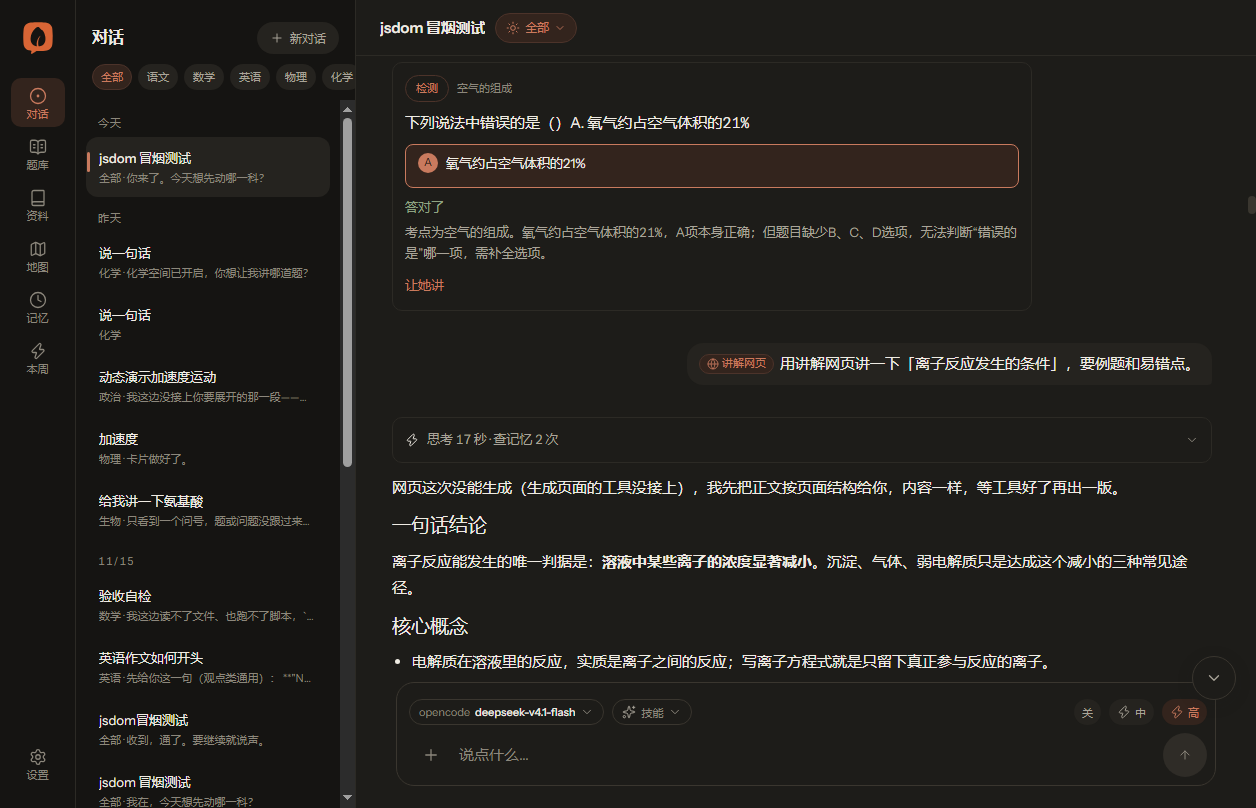 对话
题库
资料
地图
记忆
本周
设置
对话
新对话
全部 语文 数学 英语 物理 化学
今天
jsdom 冒烟测试
全部·你来了。今天想先动哪一科？
昨天
说一句话
化学·化学空间已开启，你想让我讲哪道题？
说一句话
化学
动态演示加速度运动
政治·我这边没接上你要展开的那一段——...
加速度
物理·卡片做好了。
给我讲一下氨基酸
生物·只看到一个问号，题或问题没跟过来...
11/15
验收自检
数学·我这边读不了文件、也跑不了脚本，`...
英语作文如何开头
英语·先给你这一句（观点类通用）： **"N...
jsdom冒烟测试
全部·收到，通了。要继续就说声。
jsdom 冒烟测试
全部·我在，今天想先动哪一科？
jsdom 冒烟测试 全部
检测 空气的组成
下列说法中错误的是（）A. 氧气约占空气体积的21%
A 氧气约占空气体积的21%
答对了
考点为空气的组成。氧气约占空气体积的21%，A项本身正确；但题目缺少B、C、D选项，无法判断“错误的
是”哪一项，需补全选项。
让她讲
讲解网页 用讲解网页讲一下「离子反应发生的条件」，要例题和易错点。
思考 17 秒·查记忆 2 次
网页这次没能生成（生成页面的工具没接上），我先把正文按页面结构给你，内容一样，等工具好了再出一版。
一句话结论
离子反应能发生的唯一判据是：溶液中某些离子的浓度显著减小。沉淀、气体、弱电解质只是达成这个减小的三种常见途
径。
核心概念
• 电解质在溶液里的反应，实质是离子之间的反应；写离子方程式就是只留下真正参与反应的离子。
opencode deepseek-v4.1-flash 技能 关 中 高
说点什么...